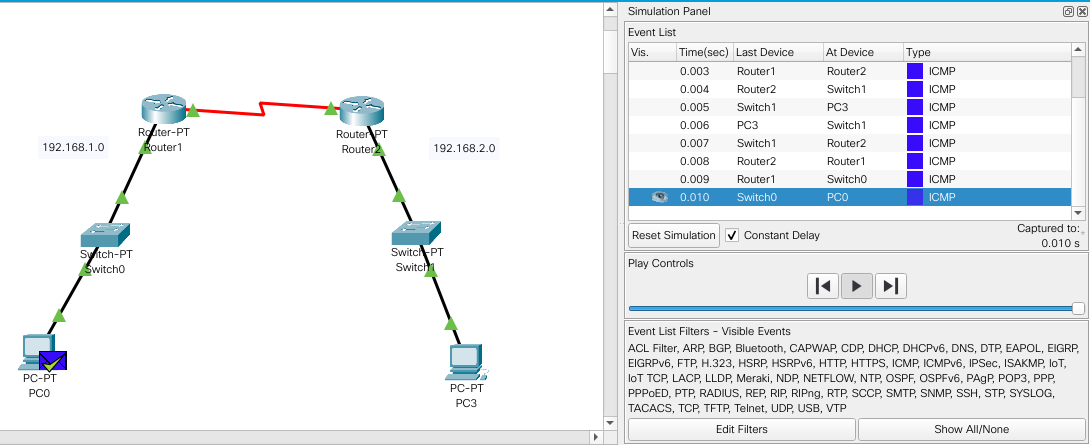 Router-PT
Router1
Router-PT
Router2
192.168.1.0
192.168.2.0
Switch-PT
Switch0
Switch-PT
Switch1
PC-PT
PC0
PC-PT
PC3
Simulation Panel
Event List
Vis. Time(sec) Last Device At Device Type
0.003 Router1 Router2 ICMP
0.004 Router2 Switch1 ICMP
0.005 Switch1 PC3 ICMP
0.006 PC3 Switch1 ICMP
0.007 Switch1 Router2 ICMP
0.008 Router2 Router1 ICMP
0.009 Router1 Switch0 ICMP
0.010 Switch0 PC0 ICMP
Reset Simulation Constant Delay
Captured to:
0.010 s
Play Controls
Event List Filters - Visible Events
ACL Filter, ARP, BGP, Bluetooth, CAPWAP, CDP, DHCP, DHCPv6, DNS, DTP, EAPOL, EIGRP,
EIGRPv6, FTP, H.323, HSRP, HSRPv6, HTTP, HTTPS, ICMP, ICMPv6, IPSec, ISAKMP, IoT,
IoT TCP, LACP, LLDP, Meraki, NDP, NETFLOW, NTP, OSPF, OSPFv6, PAgP, POP3, PPP,
PPPoED, PTP, RADIUS, REP, RIP, RIPng, RTP, SCCP, SMTP, SNMP, SSH, STP, SYSLOG,
TACACS, TCP, TFTP, Telnet, UDP, USB, VTP
Edit Filters
Show All/None